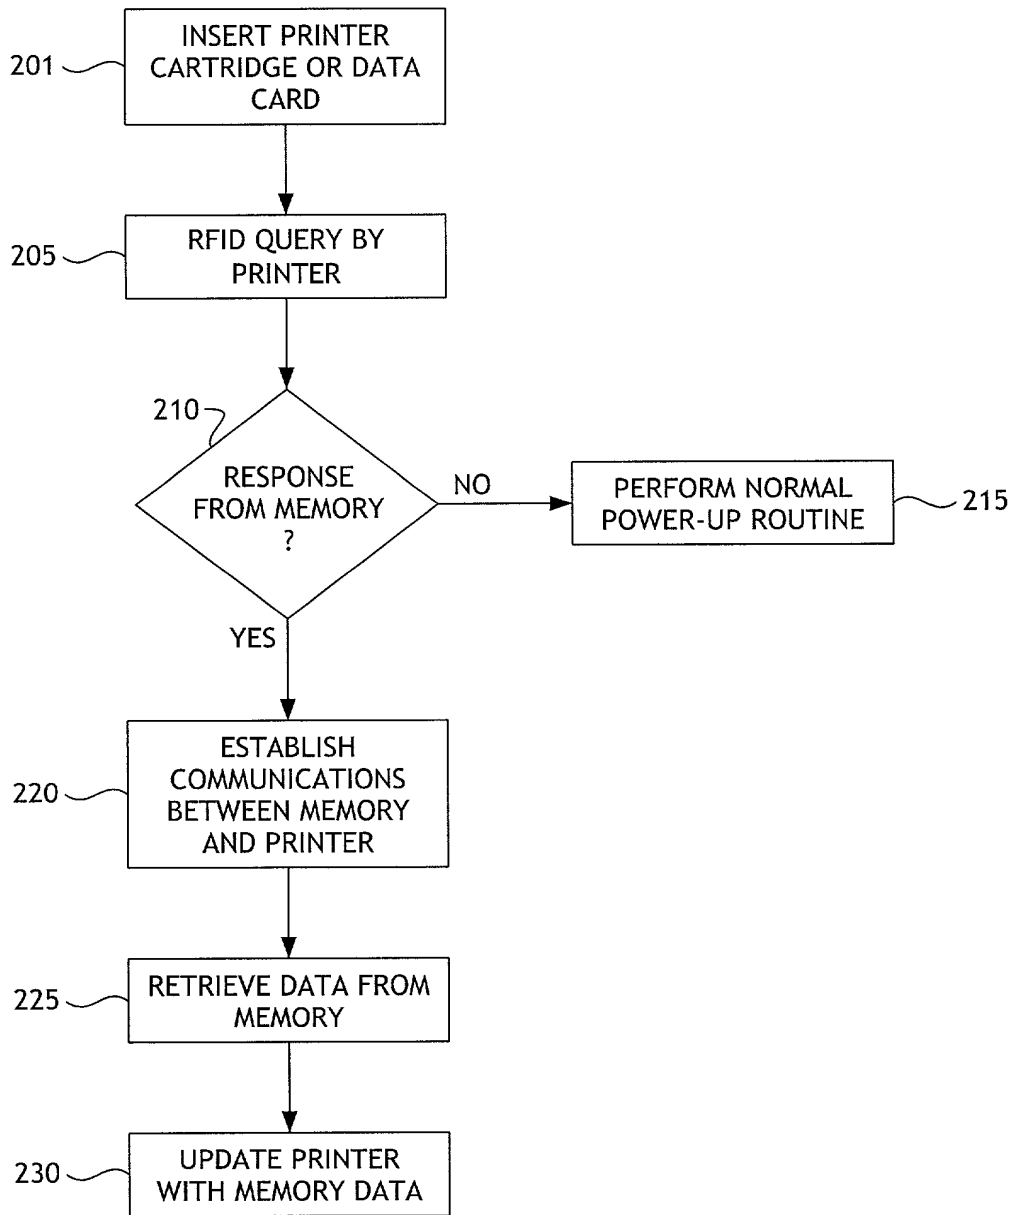 201
INSERT PRINTER
CARTRIDGE OR DATA
CARD
205
RFID QUERY BY
PRINTER
210
RESPONSE
FROM MEMORY
?
NO
PERFORM NORMAL
POWER-UP ROUTINE
215
YES
220
ESTABLISH
COMMUNICATIONS
BETWEEN MEMORY
AND PRINTER
225
RETRIEVE DATA FROM
MEMORY
230
UPDATE PRINTER
WITH MEMORY DATA